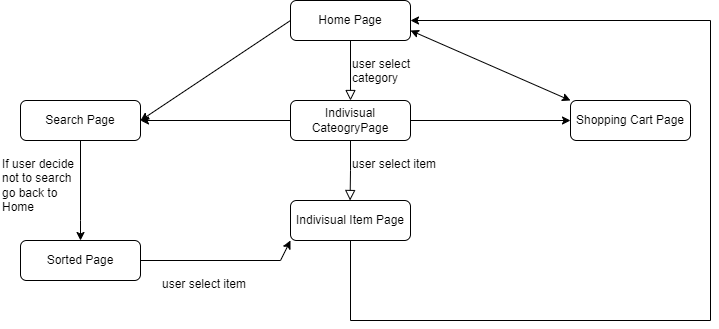 Home Page
user select
category
Search Page
Indivisual
CateogryPage
Shopping Cart Page
If user decide
not to search
go back to
Home
user select item
Indivisual Item Page
Sorted Page
user select item